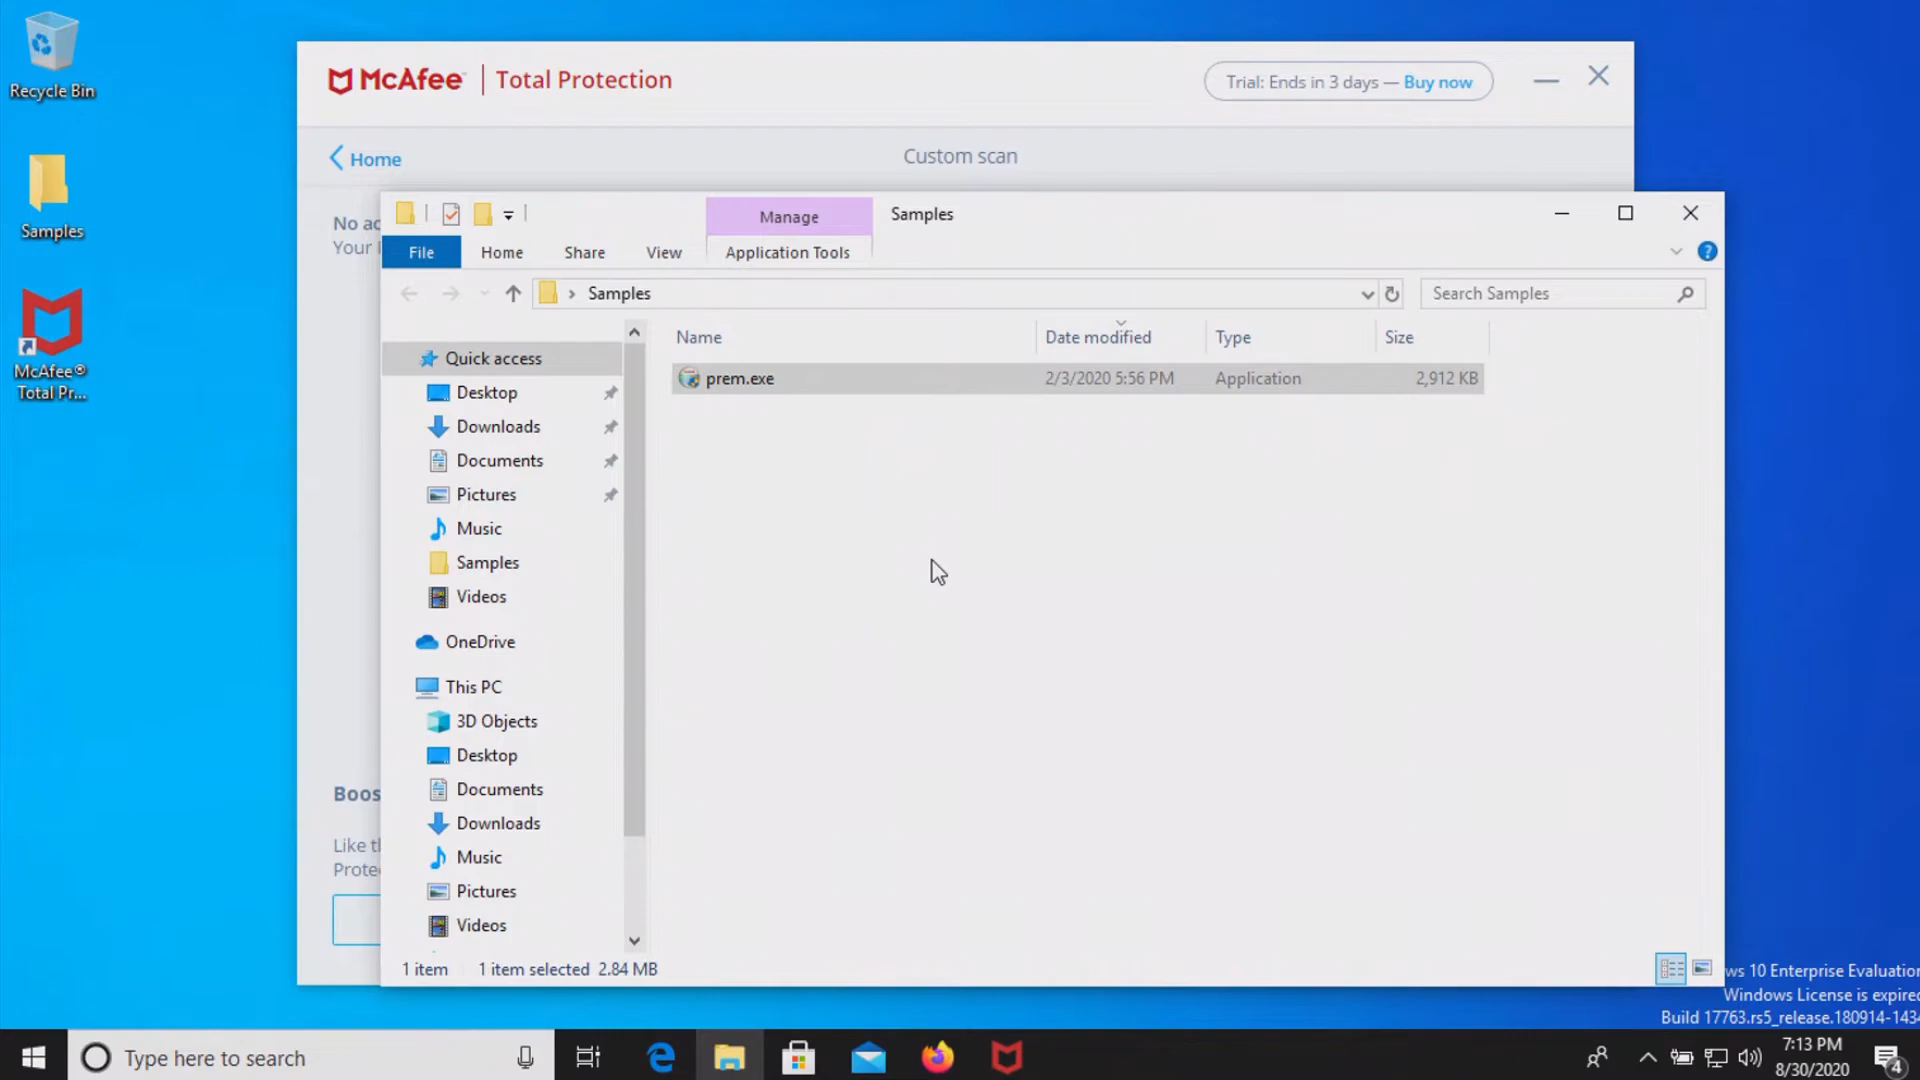 Recycle Bin
Samples
McAfee®
Total Pr...
McAfee
Total Protection
Trial: Ends in 3 days — Buy now
Home
Custom scan
No ac
Your
Boos
Like t
Prote
Manage
Samples
File
Home
Share
View
Application Tools
Samples
Search Samples
Name
Date modified
Type
Size
prem.exe
2/3/2020 5:56 PM
Application
2,912 KB
Quick access
Desktop
Downloads
Documents
Pictures
Music
Samples
Videos
OneDrive
This PC
3D Objects
Desktop
Documents
Downloads
Music
Pictures
Videos
1 item
1 item selected 2.84 MB
ws 10 Enterprise Evaluation
Windows License is expired
Build 17763.rs5_release.180914-143
Type here to search
7:13 PM
8/30/2020
4